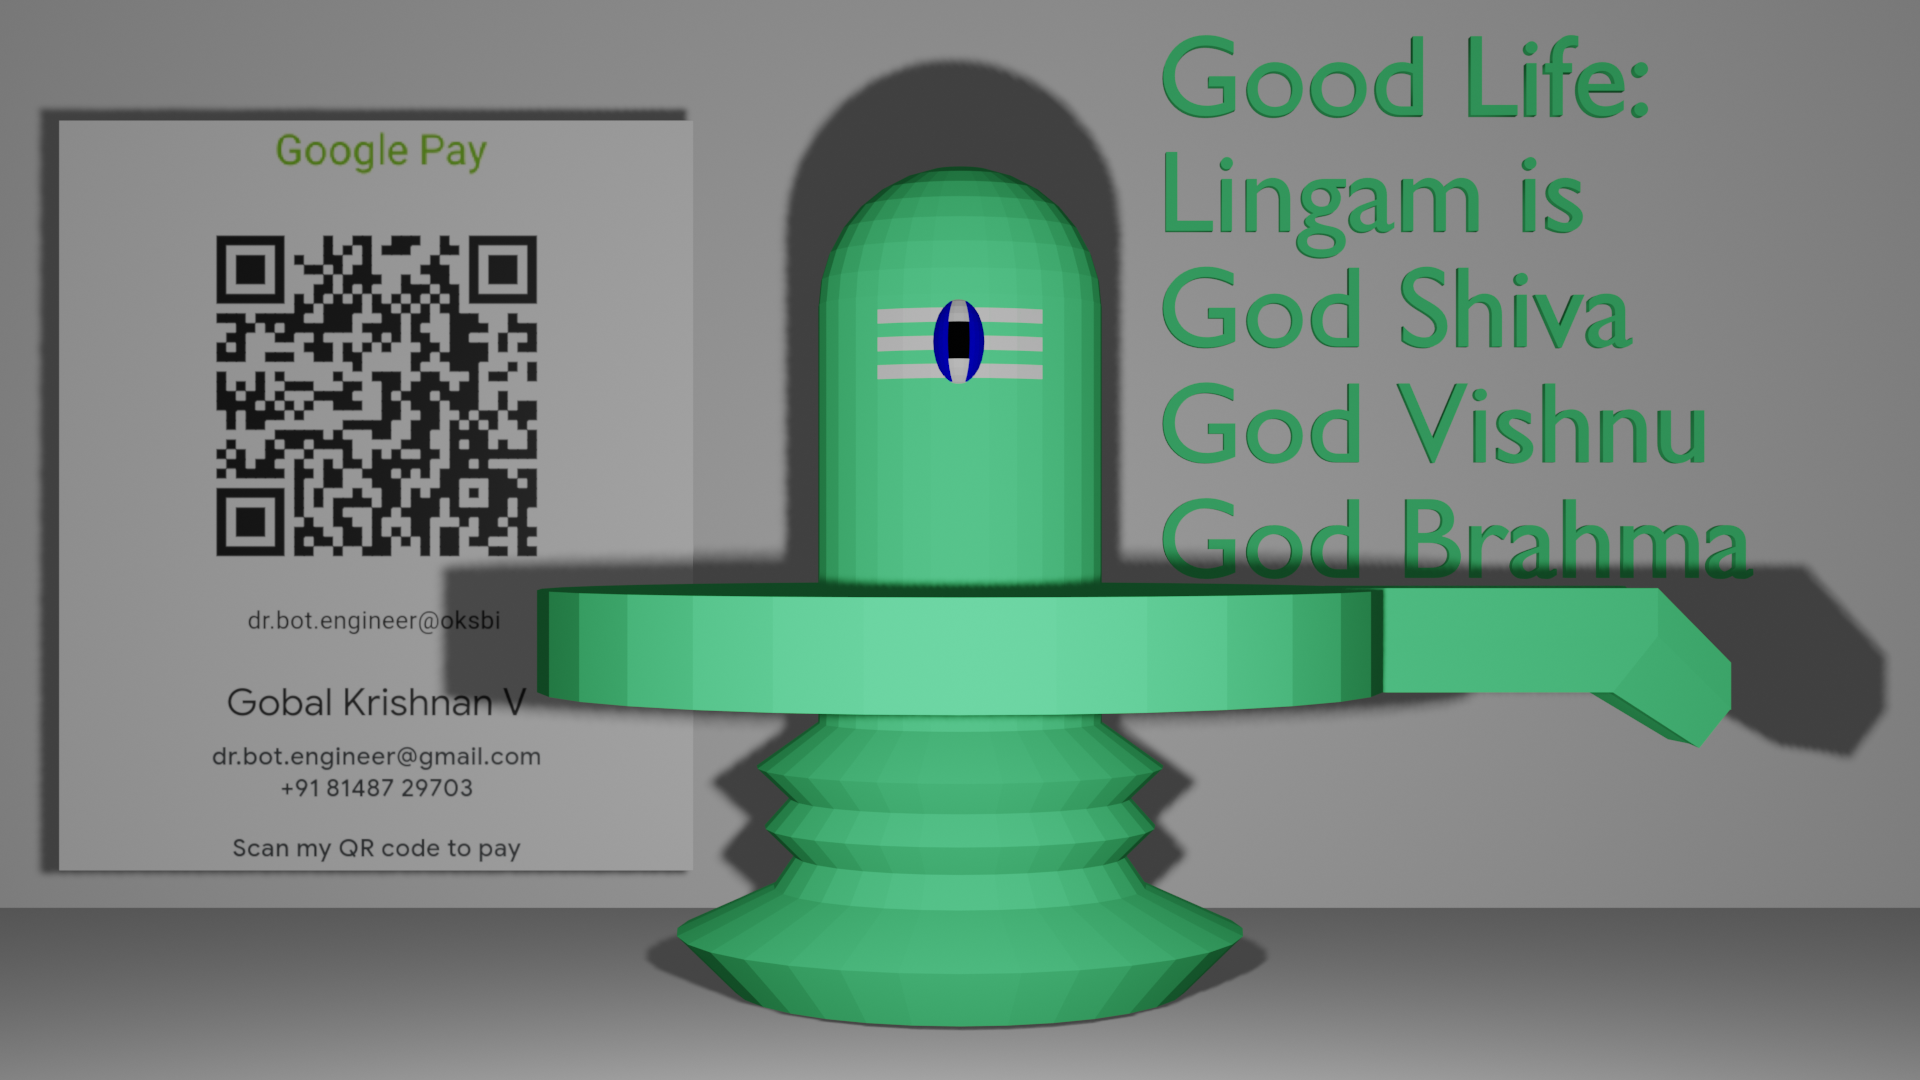 Google Pay
dr.bot.engineer@oksbi
Gobal Krishnan V
dr.bot.engineer@gmail.com
+91 81487 29703
Scan my QR code to pay
Good Life:
Lingam is
God Shiva
God Vishnu
God Brahma